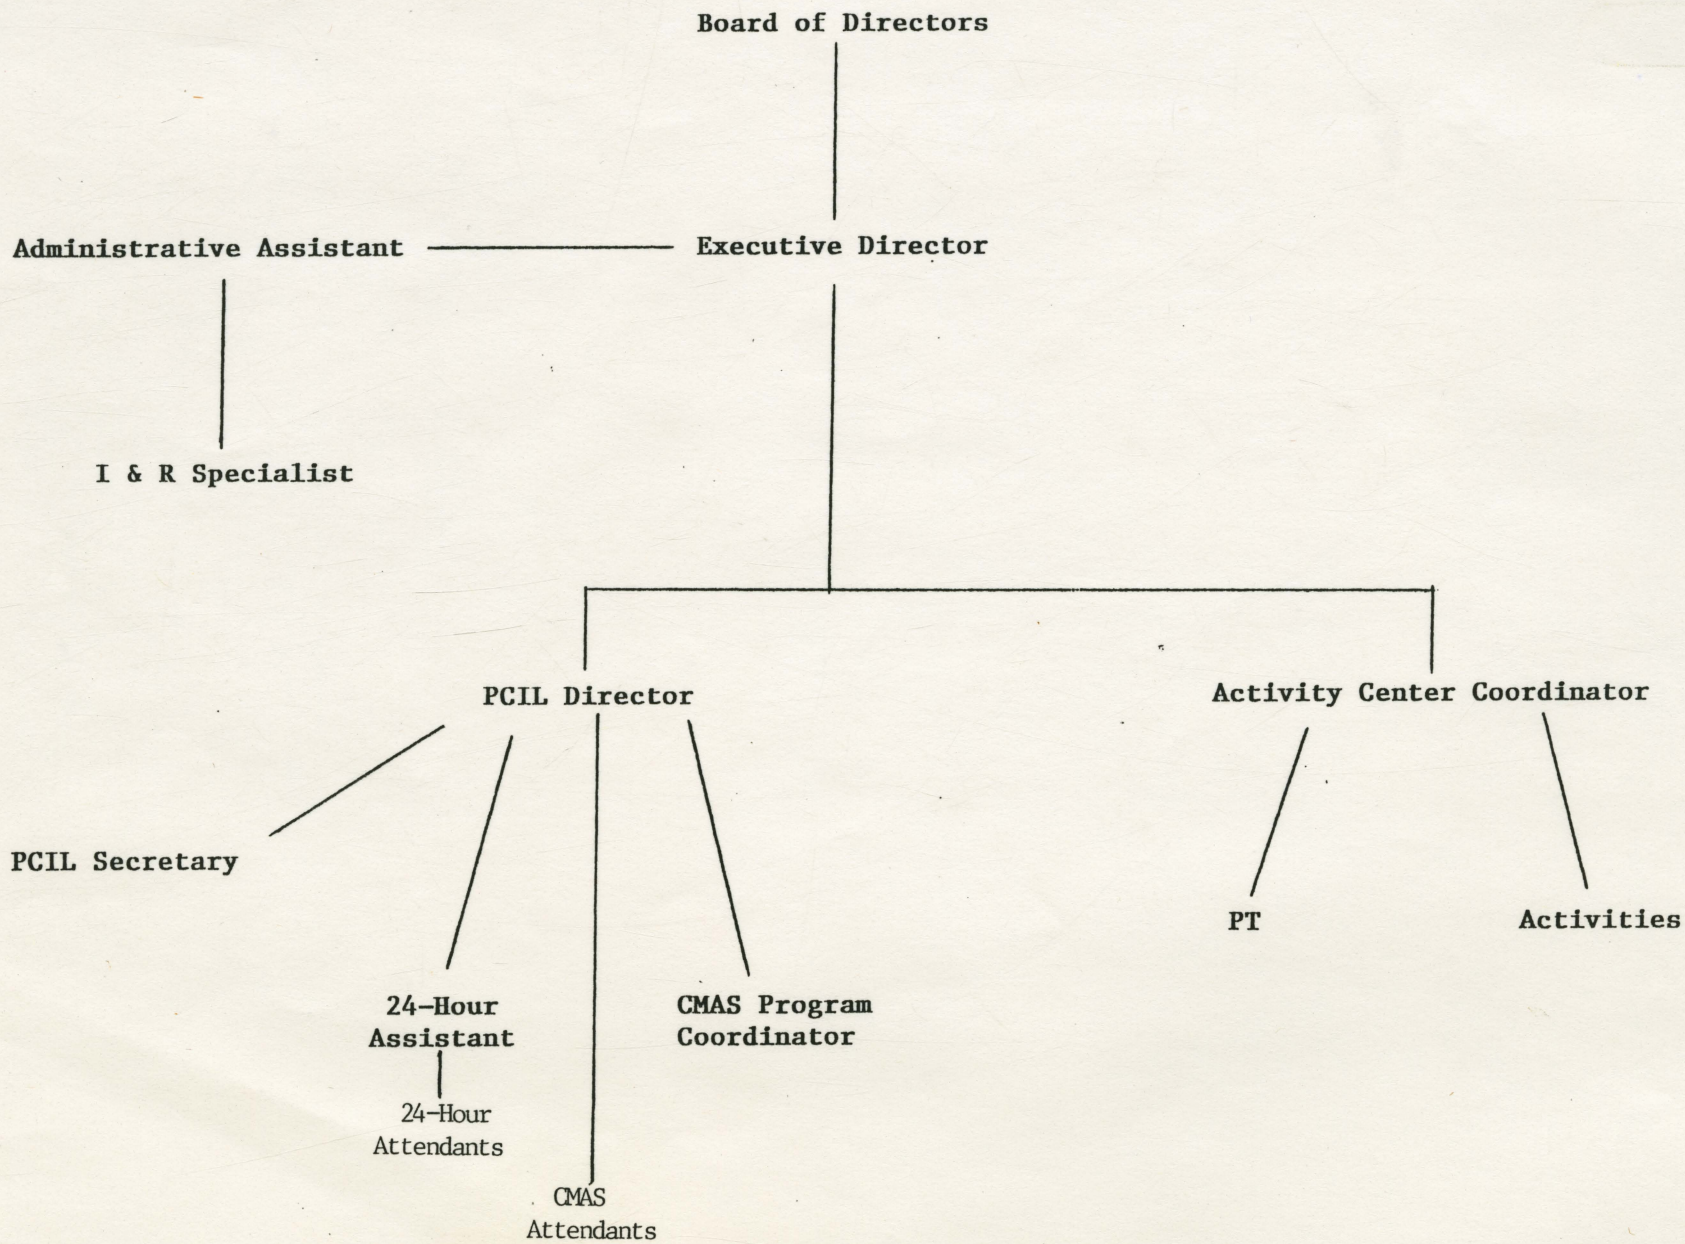 Board of Directors
Administrative Assistant
Executive Director
I & R Specialist
PCIL Director
Activity Center Coordinator
PCIL Secretary
PT
Activities
24-Hour
Assistant
CMAS Program
Coordinator
24-Hour
Attendants
CMAS
Attendants